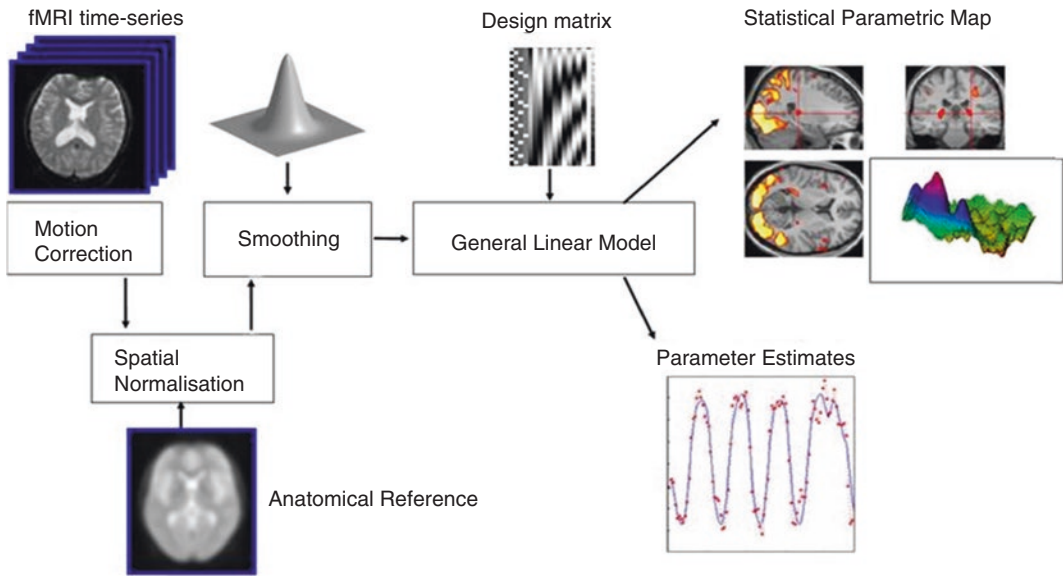 fMRI time-series
Design matrix
Statistical Parametric Map
Motion
Correction
Smoothing
General Linear Model
Spatial
Normalisation
Parameter Estimates
Anatomical Reference